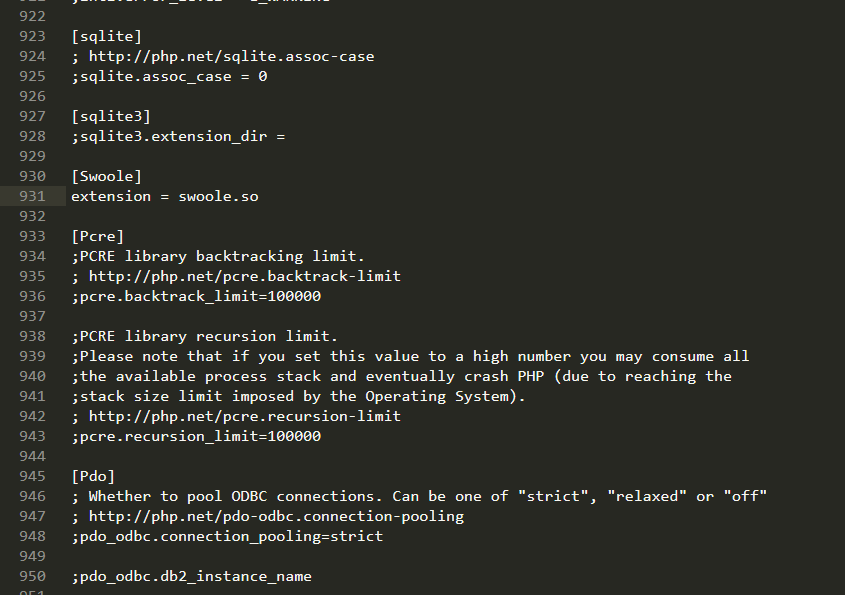 922
923 [sqlite]
924 ; http://php.net/sqlite.assoc-case
925 ;sqlite.assoc_case = 0
926
927 [sqlite3]
928 ;sqlite3.extension_dir =
929
930 [Swoole]
931 extension = swoole.so
932
933 [Pcre]
934 ;PCRE library backtracking limit.
935 ; http://php.net/pcre.backtrack-limit
936 ;pcre.backtrack_limit=100000
937
938 ;PCRE library recursion limit.
939 ;Please note that if you set this value to a high number you may consume all
940 ;the available process stack and eventually crash PHP (due to reaching the
941 ;stack size limit imposed by the Operating System).
942 ; http://php.net/pcre.recursion-limit
943 ;pcre.recursion_limit=100000
944
945 [Pdo]
946 ; Whether to pool ODBC connections. Can be one of "strict", "relaxed" or "off"
947 ; http://php.net/pdo-odbc.connection-pooling
948 ;pdo_odbc.connection_pooling=strict
949
950 ;pdo_odbc.db2_instance_name